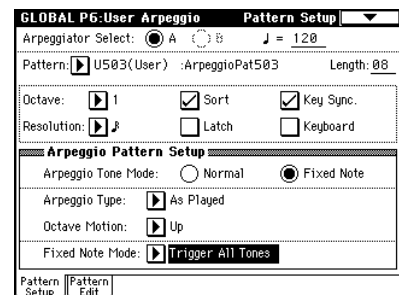 GLOBAL P6:User Arpeggio Pattern Setup
Arpeggiator Select: A B ♩ = 120
Pattern: U503(User) :ArpeggioPat503 Length: 08
Octave: 1 Sort Key Sync.
Resolution: ♪ Latch Keyboard
Arpeggio Pattern Setup
Arpeggio Tone Mode: Normal Fixed Note
Arpeggio Type: As Played
Octave Motion: Up
Fixed Note Mode: Trigger All Tones
Pattern Setup Pattern Edit